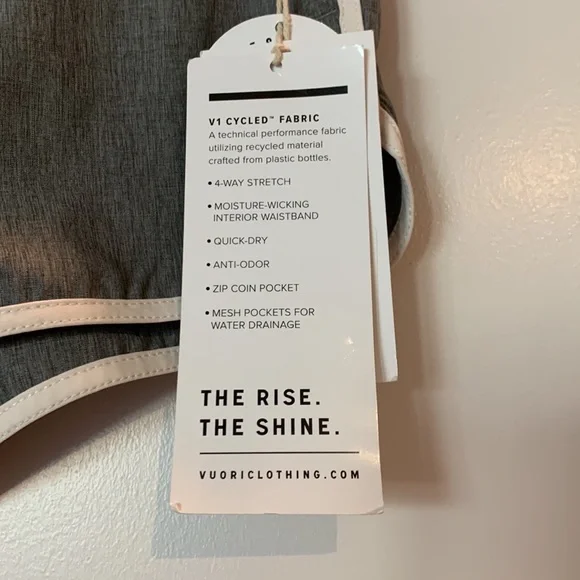 V1 CYCLED™ FABRIC
A technical performance fabric
utilizing recycled material
crafted from plastic bottles.
• 4-WAY STRETCH
• MOISTURE-WICKING
INTERIOR WAISTBAND
• QUICK-DRY
• ANTI-ODOR
• ZIP COIN POCKET
• MESH POCKETS FOR
WATER DRAINAGE
THE RISE.
THE SHINE.
VUORICLOTHING.COM